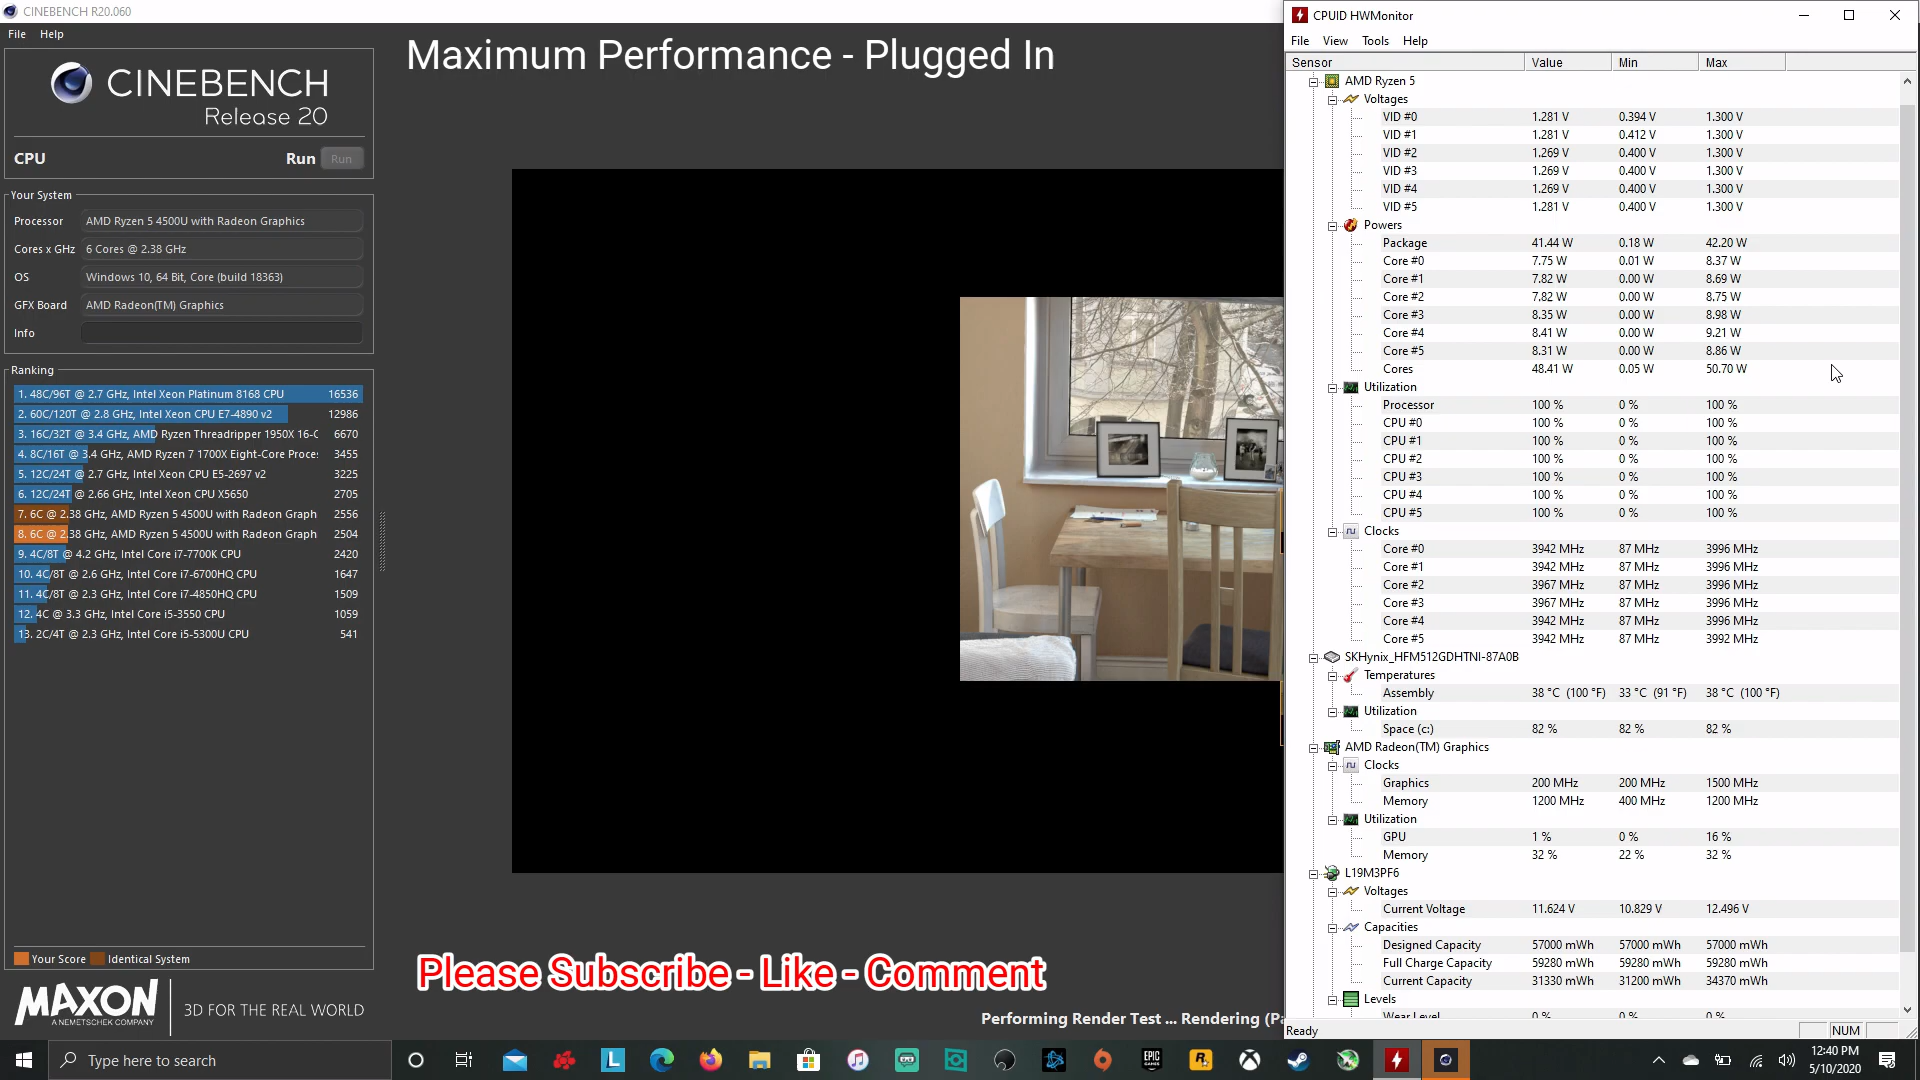 CINEBENCH R20.060
File Help
CINEBENCH
Release 20
CPU Run Run
Your System
Processor AMD Ryzen 5 4500U with Radeon Graphics
Cores x GHz 6 Cores @ 2.38 GHz
OS Windows 10, 64 Bit, Core (build 18363)
GFX Board AMD Radeon(TM) Graphics
Info
Ranking
1. 48C/96T @ 2.7 GHz, Intel Xeon Platinum 8168 CPU 16536
2. 60C/120T @ 2.8 GHz, Intel Xeon CPU E7-4890 v2 12986
3. 16C/32T @ 3.4 GHz, AMD Ryzen Threadripper 1950X 16-C 6670
4. 8C/16T @ 3.4 GHz, AMD Ryzen 7 1700X Eight-Core Proce: 3455
5. 12C/24T @ 2.7 GHz, Intel Xeon CPU E5-2697 v2 3225
6. 12C/24T @ 2.66 GHz, Intel Xeon CPU X5650 2705
7. 6C @ 2.38 GHz, AMD Ryzen 5 4500U with Radeon Graph 2556
8. 6C @ 2.38 GHz, AMD Ryzen 5 4500U with Radeon Graph 2504
9. 4C/8T @ 4.2 GHz, Intel Core i7-7700K CPU 2420
10. 4C/8T @ 2.6 GHz, Intel Core i7-6700HQ CPU 1647
11. 4C/8T @ 2.3 GHz, Intel Core i7-4850HQ CPU 1509
12. 4C @ 3.3 GHz, Intel Core i5-3550 CPU 1059
13. 2C/4T @ 2.3 GHz, Intel Core i5-5300U CPU 541
Your Score Identical System
MAXON
A NEMETSCHEK COMPANY
3D FOR THE REAL WORLD
Maximum Performance - Plugged In
Please Subscribe - Like - Comment
Performing Render Test ... Rendering (Pa
CPUID HWMonitor
File View Tools Help
Sensor Value Min Max
AMD Ryzen 5
Voltages
VID #0 1.281 V 0.394 V 1.300 V
VID #1 1.281 V 0.412 V 1.300 V
VID #2 1.269 V 0.400 V 1.300 V
VID #3 1.269 V 0.400 V 1.300 V
VID #4 1.269 V 0.400 V 1.300 V
VID #5 1.281 V 0.400 V 1.300 V
Powers
Package 41.44 W 0.18 W 42.20 W
Core #0 7.75 W 0.01 W 8.37 W
Core #1 7.82 W 0.00 W 8.69 W
Core #2 7.82 W 0.00 W 8.75 W
Core #3 8.35 W 0.00 W 8.98 W
Core #4 8.41 W 0.00 W 9.21 W
Core #5 8.31 W 0.00 W 8.86 W
Cores 48.41 W 0.05 W 50.70 W
Utilization
Processor 100 % 0 % 100 %
CPU #0 100 % 0 % 100 %
CPU #1 100 % 0 % 100 %
CPU #2 100 % 0 % 100 %
CPU #3 100 % 0 % 100 %
CPU #4 100 % 0 % 100 %
CPU #5 100 % 0 % 100 %
Clocks
Core #0 3942 MHz 87 MHz 3996 MHz
Core #1 3942 MHz 87 MHz 3996 MHz
Core #2 3967 MHz 87 MHz 3996 MHz
Core #3 3967 MHz 87 MHz 3996 MHz
Core #4 3942 MHz 87 MHz 3996 MHz
Core #5 3942 MHz 87 MHz 3992 MHz
SKHynix_HFM512GDHTNI-87A0B
Temperatures
Assembly 38 °C (100 °F) 33 °C (91 °F) 38 °C (100 °F)
Utilization
Space (c:) 82 % 82 % 82 %
AMD Radeon(TM) Graphics
Clocks
Graphics 200 MHz 200 MHz 1500 MHz
Memory 1200 MHz 400 MHz 1200 MHz
Utilization
GPU 1 % 0 % 16 %
Memory 32 % 22 % 32 %
L19M3PF6
Voltages
Current Voltage 11.624 V 10.829 V 12.496 V
Capacities
Designed Capacity 57000 mWh 57000 mWh 57000 mWh
Full Charge Capacity 59280 mWh 59280 mWh 59280 mWh
Current Capacity 31330 mWh 31200 mWh 34370 mWh
Levels
Wear Level 0 % 0 % 0 %
Ready NUM
Type here to search
L
EPIC GAMES
R
12:40 PM
5/10/2020